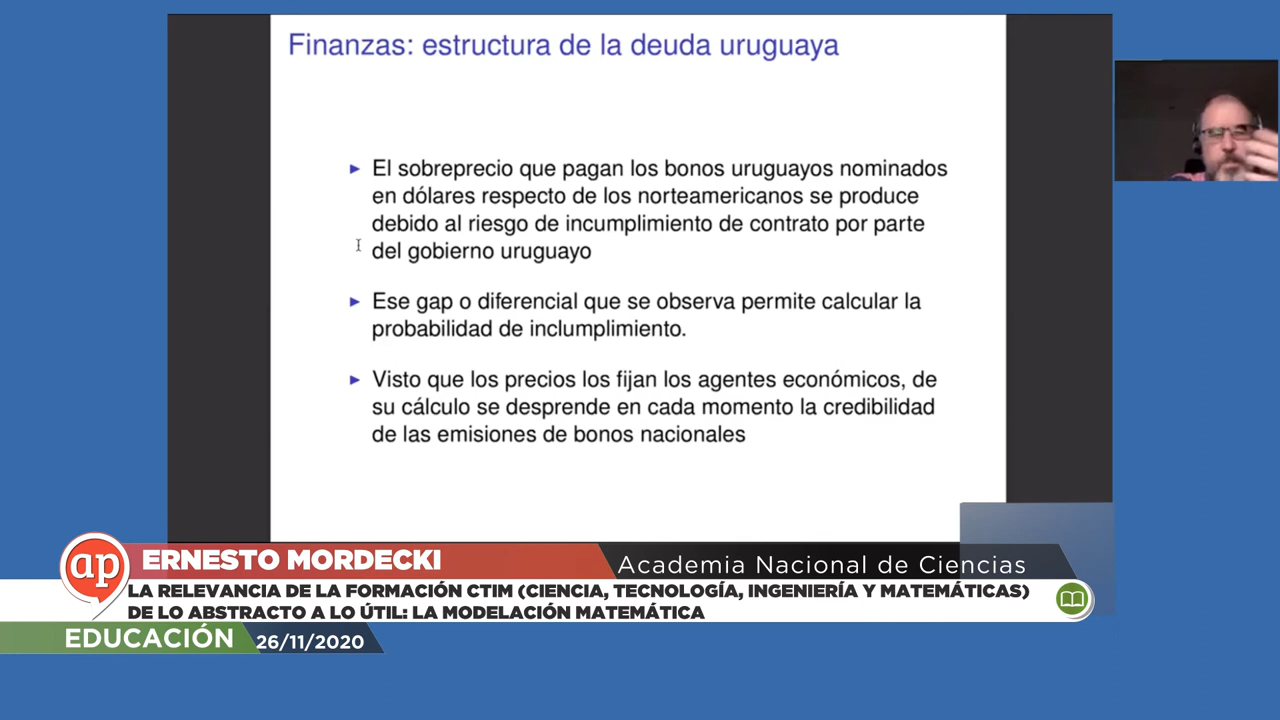 Finanzas: estructura de la deuda uruguaya
El sobreprecio que pagan los bonos uruguayos nominados
en dólares respecto de los norteamericanos se produce
debido al riesgo de incumplimiento de contrato por parte
del gobierno uruguayo
Ese gap o diferencial que se observa permite calcular la
probabilidad de inclumplimiento.
Visto que los precios los fijan los agentes económicos, de
su cálculo se desprende en cada momento la credibilidad
de las emisiones de bonos nacionales
ap
ERNESTO MORDECKI
Academia Nacional de Ciencias
LA RELEVANCIA DE LA FORMACIÓN CTIM (CIENCIA, TECNOLOGÍA, INGENIERÍA Y MATEMÁTICAS)
DE LO ABSTRACTO A LO ÚTIL: LA MODELACIÓN MATEMÁTICA
EDUCACIÓN
26/11/2020